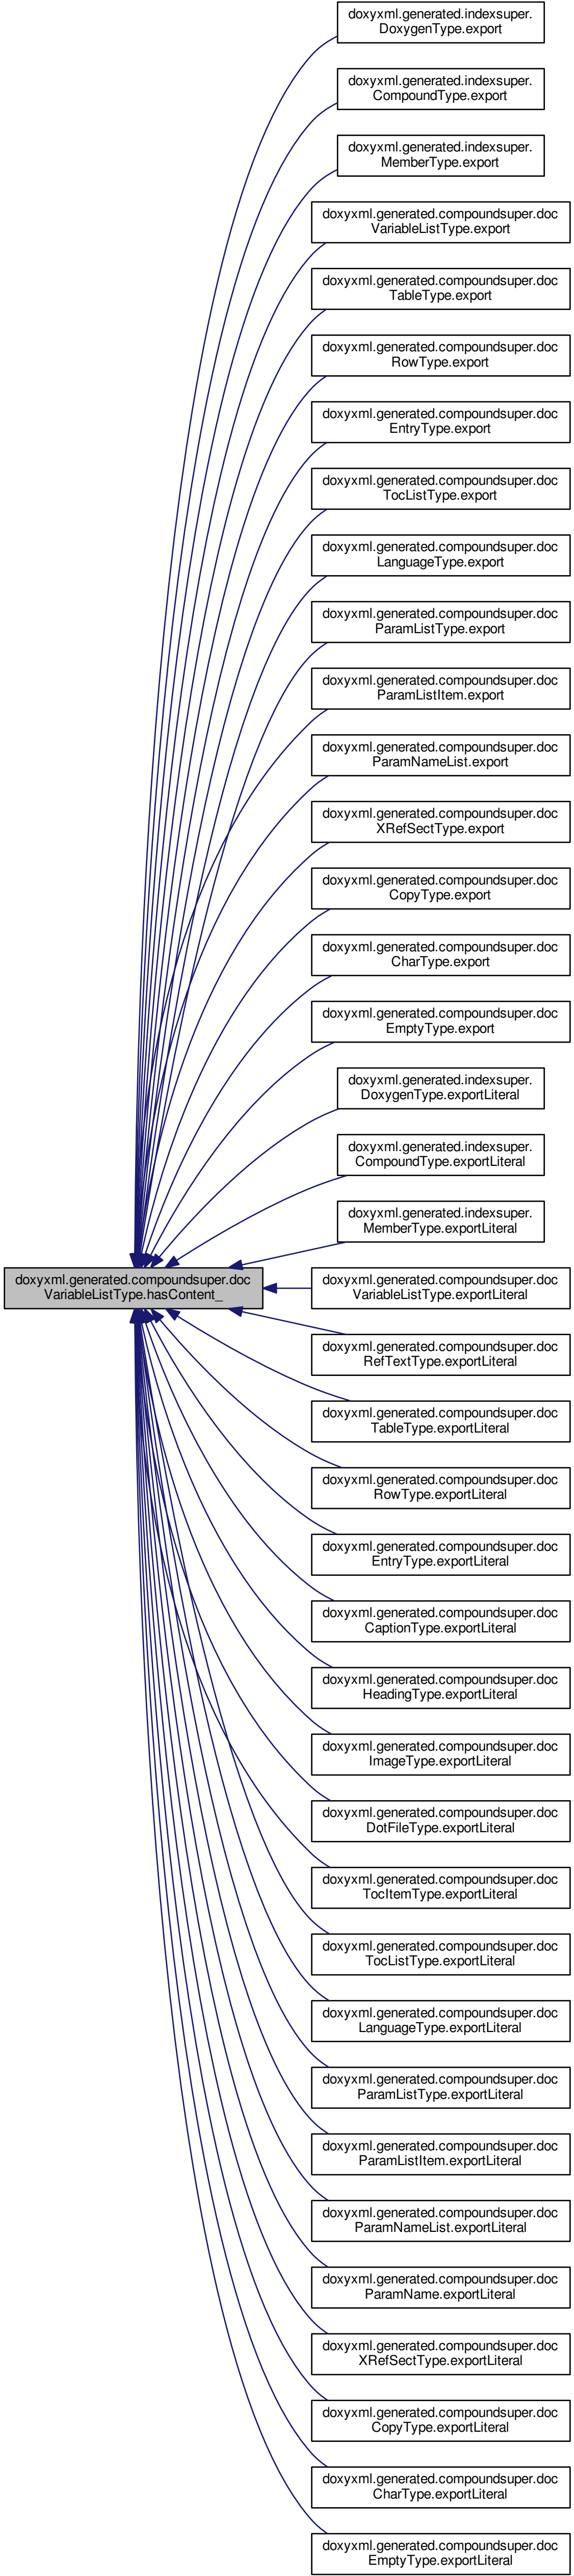 doxyxml.generated.indexsuper.
DoxygenType.export
doxyxml.generated.indexsuper.
CompoundType.export
doxyxml.generated.indexsuper.
MemberType.export
doxyxml.generated.compoundsuper.doc
VariableListType.export
doxyxml.generated.compoundsuper.doc
TableType.export
doxyxml.generated.compoundsuper.doc
RowType.export
doxyxml.generated.compoundsuper.doc
EntryType.export
doxyxml.generated.compoundsuper.doc
TocListType.export
doxyxml.generated.compoundsuper.doc
LanguageType.export
doxyxml.generated.compoundsuper.doc
ParamListType.export
doxyxml.generated.compoundsuper.doc
ParamListItem.export
doxyxml.generated.compoundsuper.doc
ParamNameList.export
doxyxml.generated.compoundsuper.doc
XRefSectType.export
doxyxml.generated.compoundsuper.doc
CopyType.export
doxyxml.generated.compoundsuper.doc
CharType.export
doxyxml.generated.compoundsuper.doc
EmptyType.export
doxyxml.generated.indexsuper.
DoxygenType.exportLiteral
doxyxml.generated.indexsuper.
CompoundType.exportLiteral
doxyxml.generated.indexsuper.
MemberType.exportLiteral
doxyxml.generated.compoundsuper.doc
VariableListType.hasContent_
doxyxml.generated.compoundsuper.doc
VariableListType.exportLiteral
doxyxml.generated.compoundsuper.doc
RefTextType.exportLiteral
doxyxml.generated.compoundsuper.doc
TableType.exportLiteral
doxyxml.generated.compoundsuper.doc
RowType.exportLiteral
doxyxml.generated.compoundsuper.doc
EntryType.exportLiteral
doxyxml.generated.compoundsuper.doc
CaptionType.exportLiteral
doxyxml.generated.compoundsuper.doc
HeadingType.exportLiteral
doxyxml.generated.compoundsuper.doc
ImageType.exportLiteral
doxyxml.generated.compoundsuper.doc
DotFileType.exportLiteral
doxyxml.generated.compoundsuper.doc
TocItemType.exportLiteral
doxyxml.generated.compoundsuper.doc
TocListType.exportLiteral
doxyxml.generated.compoundsuper.doc
LanguageType.exportLiteral
doxyxml.generated.compoundsuper.doc
ParamListType.exportLiteral
doxyxml.generated.compoundsuper.doc
ParamListItem.exportLiteral
doxyxml.generated.compoundsuper.doc
ParamNameList.exportLiteral
doxyxml.generated.compoundsuper.doc
ParamName.exportLiteral
doxyxml.generated.compoundsuper.doc
XRefSectType.exportLiteral
doxyxml.generated.compoundsuper.doc
CopyType.exportLiteral
doxyxml.generated.compoundsuper.doc
CharType.exportLiteral
doxyxml.generated.compoundsuper.doc
EmptyType.exportLiteral